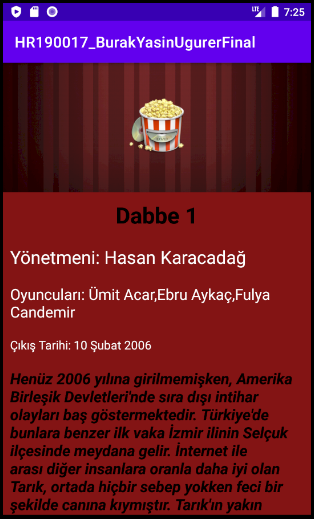 7:25
HR190017_BurakYasinUgurerFinal
Dabbe 1
Yönetmeni: Hasan Karacadağ
Oyuncuları: Ümit Acar,Ebru Aykaç,Fulya
Candemir
Çıkış Tarihi: 10 Şubat 2006
Henüz 2006 yılına girilmemişken, Amerika
Birleşik Devletleri'nde sıra dışı intihar
olayları baş göstermektedir. Türkiye'de
bunlara benzer ilk vaka İzmir ilinin Selçuk
ilçesinde meydana gelir. İnternet ile
arası diğer insanlara oranla daha iyi olan
Tarık, ortada hiçbir sebep yokken feci bir
şekilde canına kıymıştır. Tarık'ın yakın